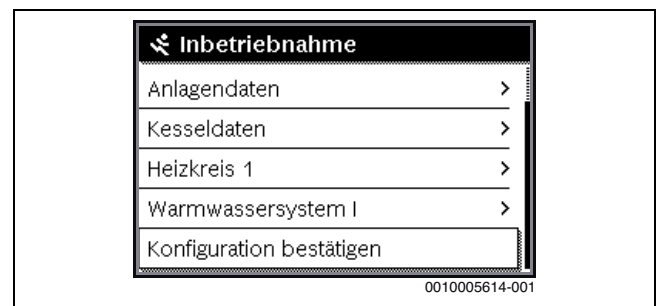 Inbetriebnahme
Anlagendaten >
Kesseldaten >
Heizkreis 1 >
Warmwassersystem I >
Konfiguration bestätigen
0010005614-001